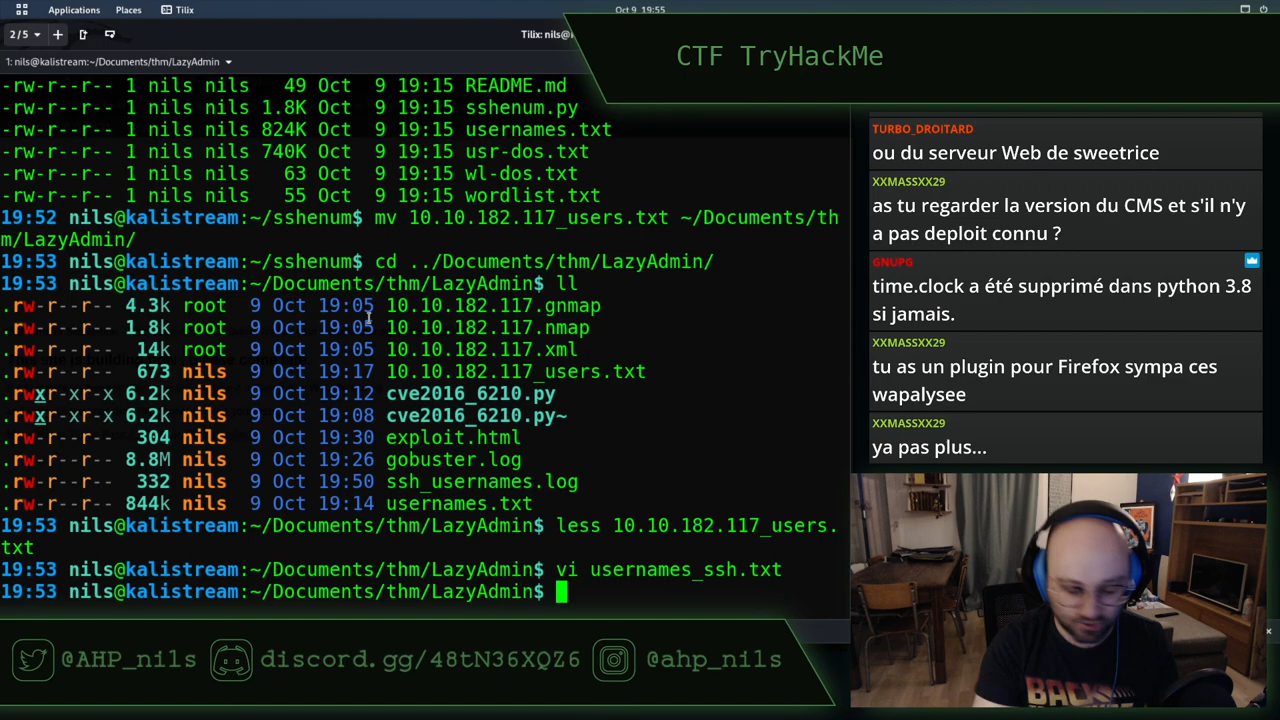 Applications Places Tilix
Oct 9 19:55
2/5
Tilix: nils@
1: nils@kalistream:~/Documents/thm/LazyAdmin
CTF TryHackMe
-rw-r--r-- 1 nils nils 49 Oct 9 19:15 README.md
-rw-r--r-- 1 nils nils 1.8K Oct 9 19:15 sshenum.py
-rw-r--r-- 1 nils nils 824K Oct 9 19:15 usernames.txt
-rw-r--r-- 1 nils nils 740K Oct 9 19:15 usr-dos.txt
-rw-r--r-- 1 nils nils 63 Oct 9 19:15 wl-dos.txt
-rw-r--r-- 1 nils nils 55 Oct 9 19:15 wordlist.txt
19:52 nils@kalistream:~/sshenum$ mv 10.10.182.117_users.txt ~/Documents/th
m/LazyAdmin/
19:53 nils@kalistream:~/sshenum$ cd ../Documents/thm/LazyAdmin/
19:53 nils@kalistream:~/Documents/thm/LazyAdmin$ ll
.rw-r--r-- 4.3k root 9 Oct 19:05 10.10.182.117.gnmap
.rw-r--r-- 1.8k root 9 Oct 19:05 10.10.182.117.nmap
.rw-r--r-- 14k root 9 Oct 19:05 10.10.182.117.xml
.rw-r--r-- 673 nils 9 Oct 19:17 10.10.182.117_users.txt
.rwxr-xr-x 6.2k nils 9 Oct 19:12 cve2016_6210.py
.rwxr-xr-x 6.2k nils 9 Oct 19:08 cve2016_6210.py~
.rw-r--r-- 304 nils 9 Oct 19:30 exploit.html
.rw-r--r-- 8.8M nils 9 Oct 19:26 gobuster.log
.rw-r--r-- 332 nils 9 Oct 19:50 ssh_usernames.log
.rw-r--r-- 844k nils 9 Oct 19:14 usernames.txt
19:53 nils@kalistream:~/Documents/thm/LazyAdmin$ less 10.10.182.117_users.
txt
19:53 nils@kalistream:~/Documents/thm/LazyAdmin$ vi usernames_ssh.txt
19:53 nils@kalistream:~/Documents/thm/LazyAdmin$
TURBO_DROITARD
ou du serveur Web de sweetrice
XXMASSXX29
as tu regarder la version du CMS et s'il n'y
a pas deploit connu ?
GNUPG
time.clock a été supprimé dans python 3.8
si jamais.
XXMASSXX29
tu as un plugin pour Firefox sympa ces
wapalysee
XXMASSXX29
ya pas plus...
@AHP_nils discord.gg/48tN36XQZ6 @ahp_nils